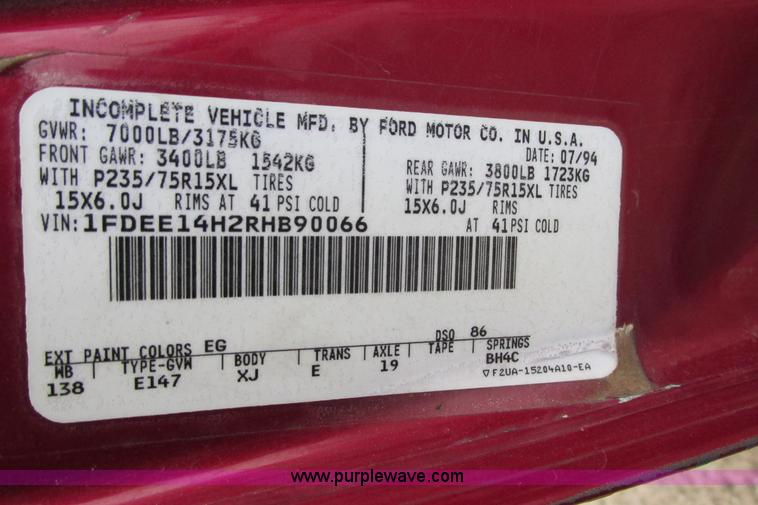 INCOMPLETE VEHICLE MFD. BY FORD MOTOR CO. IN U.S.A.
GVWR: 7000LB/3175KG
DATE: 07/94
FRONT GAWR: 3400LB 1542KG
REAR GAWR: 3800LB 1723KG
WITH P235/75R15XL TIRES
WITH P235/75R15XL TIRES
15X6.0J RIMS AT 41 PSI COLD
15X6.0J RIMS
AT 41 PSI COLD
VIN: 1FDEE14H2RHB90066
EXT PAINT COLORS EG
DSO 86
WB TYPE-GVW BODY TRANS AXLE TAPE SPRINGS
138 E147 XJ E 19 BH4C
▽F2UA-15204A10-EA
www.purplewave.com